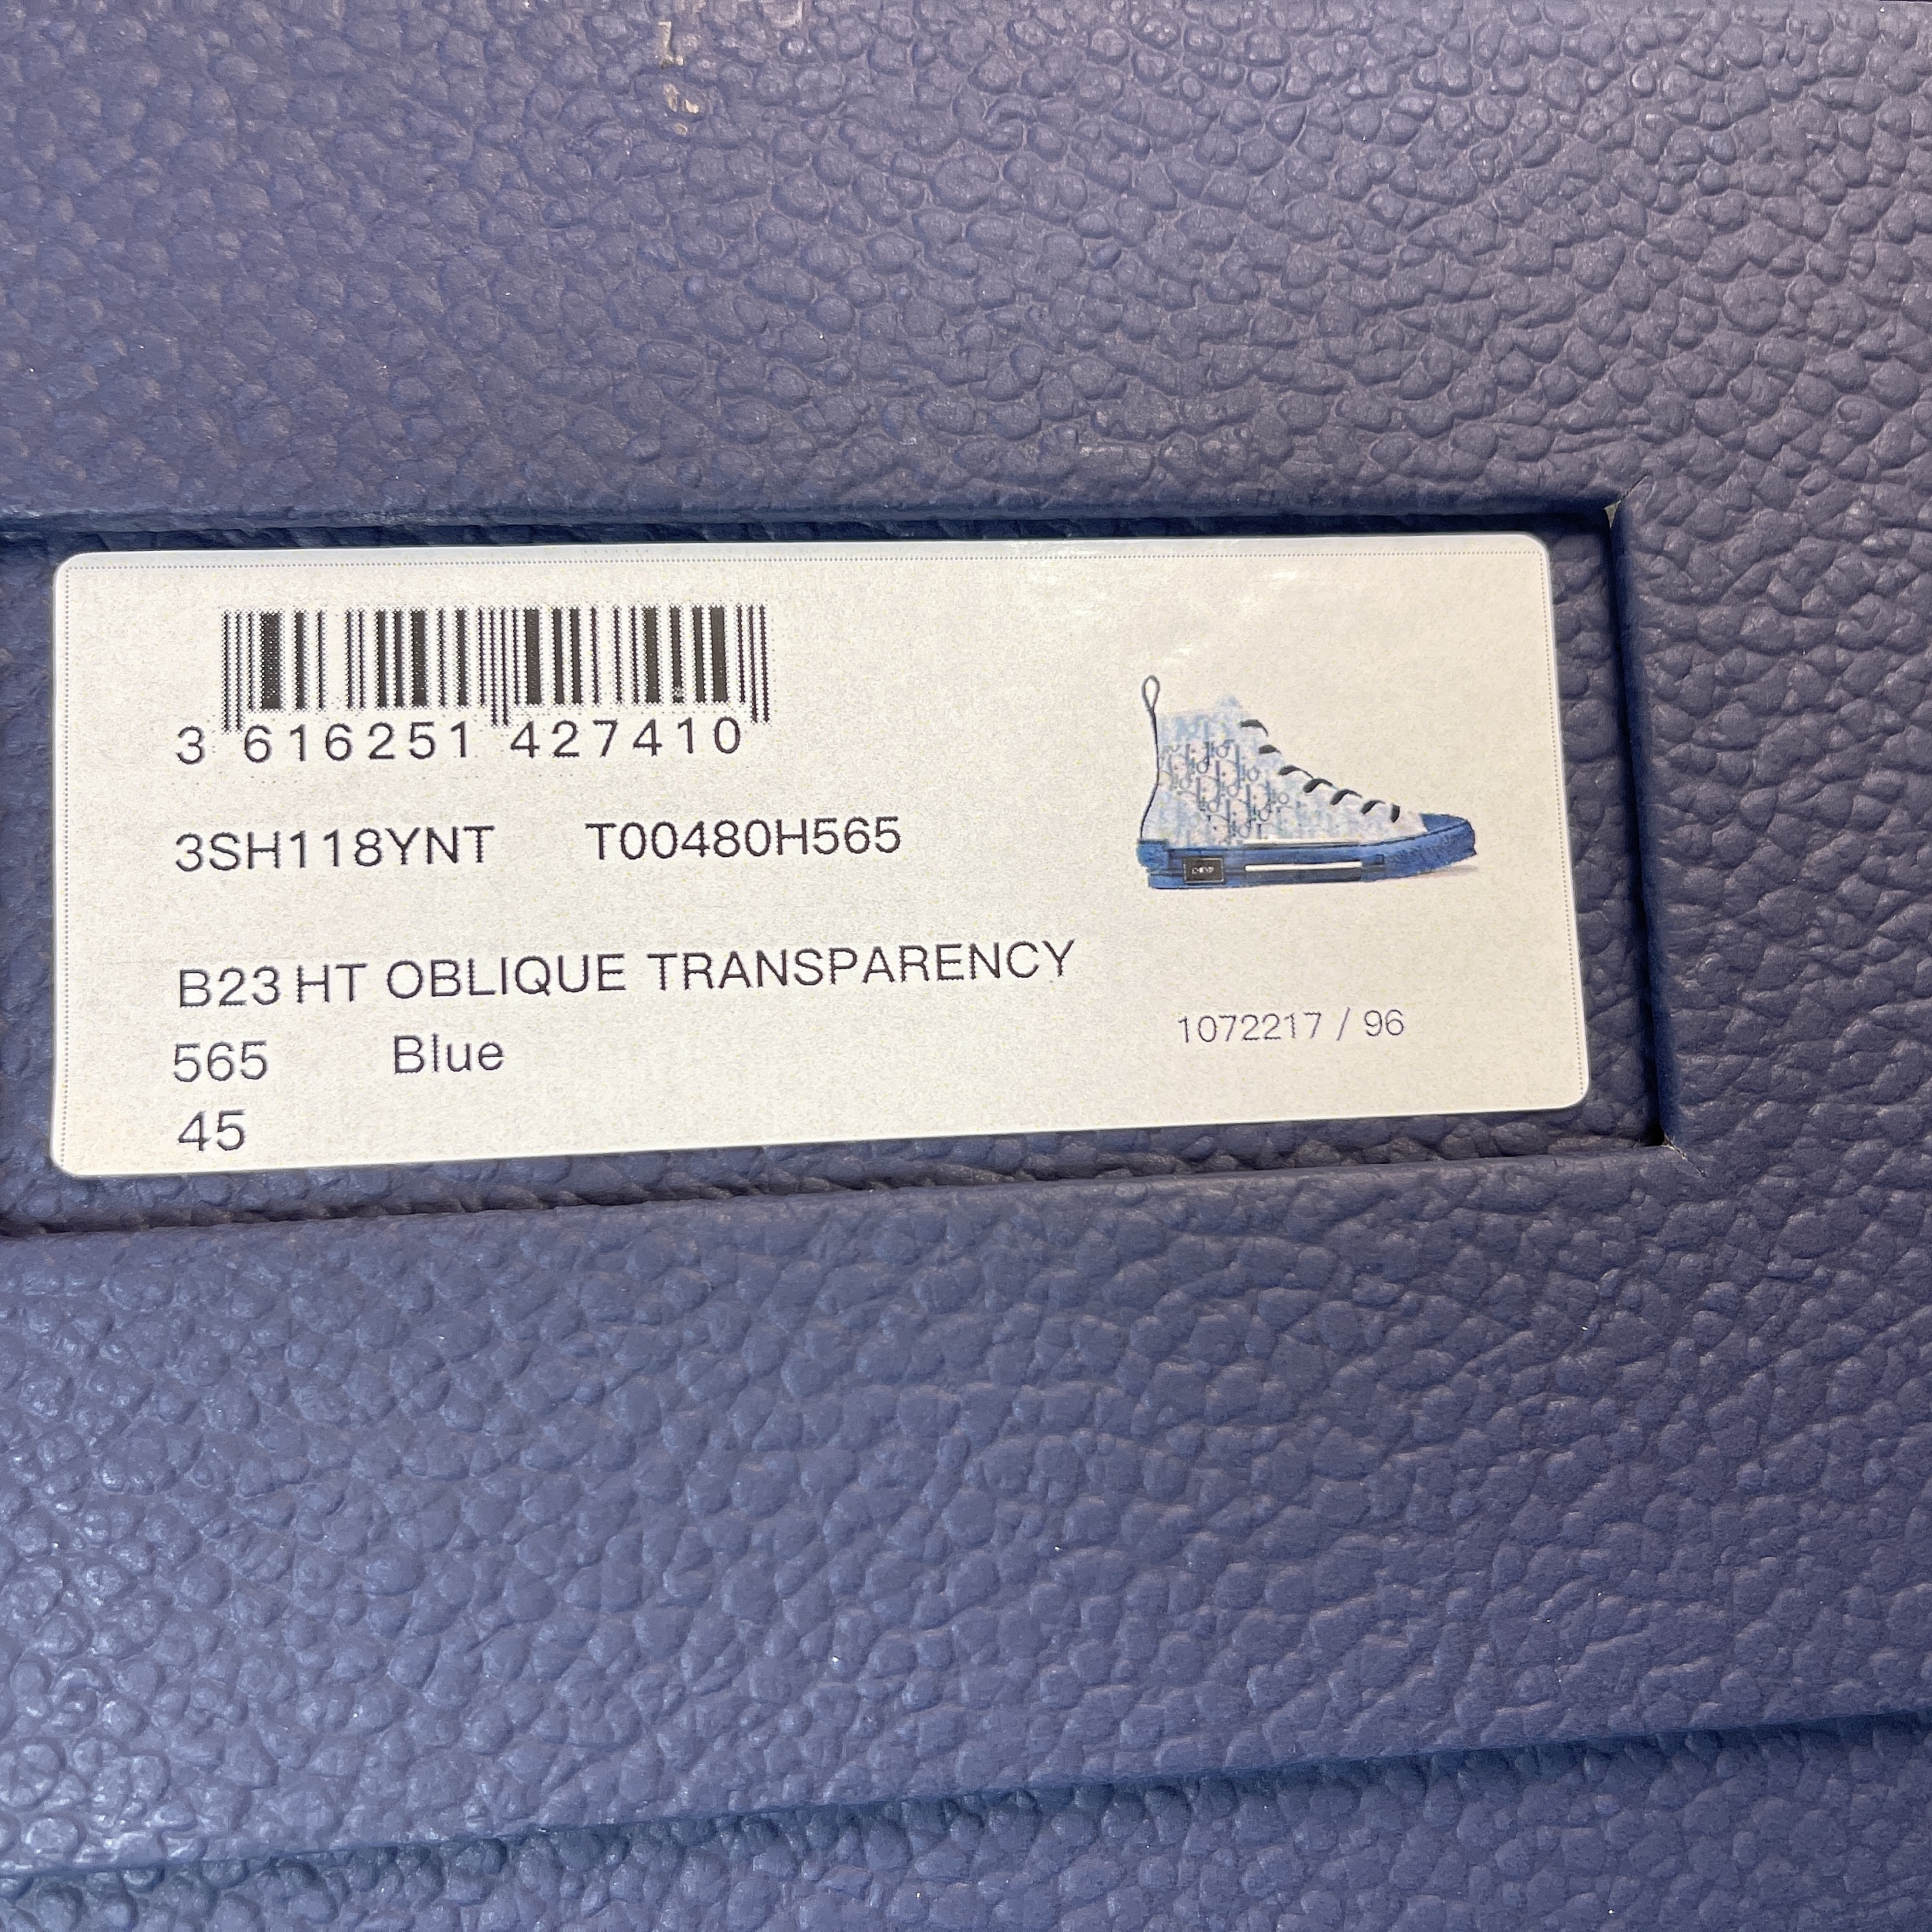 3 616251 427410
3SH118YNT T00480H565
B23 HT OBLIQUE TRANSPARENCY
565 Blue
1072217 / 96
45